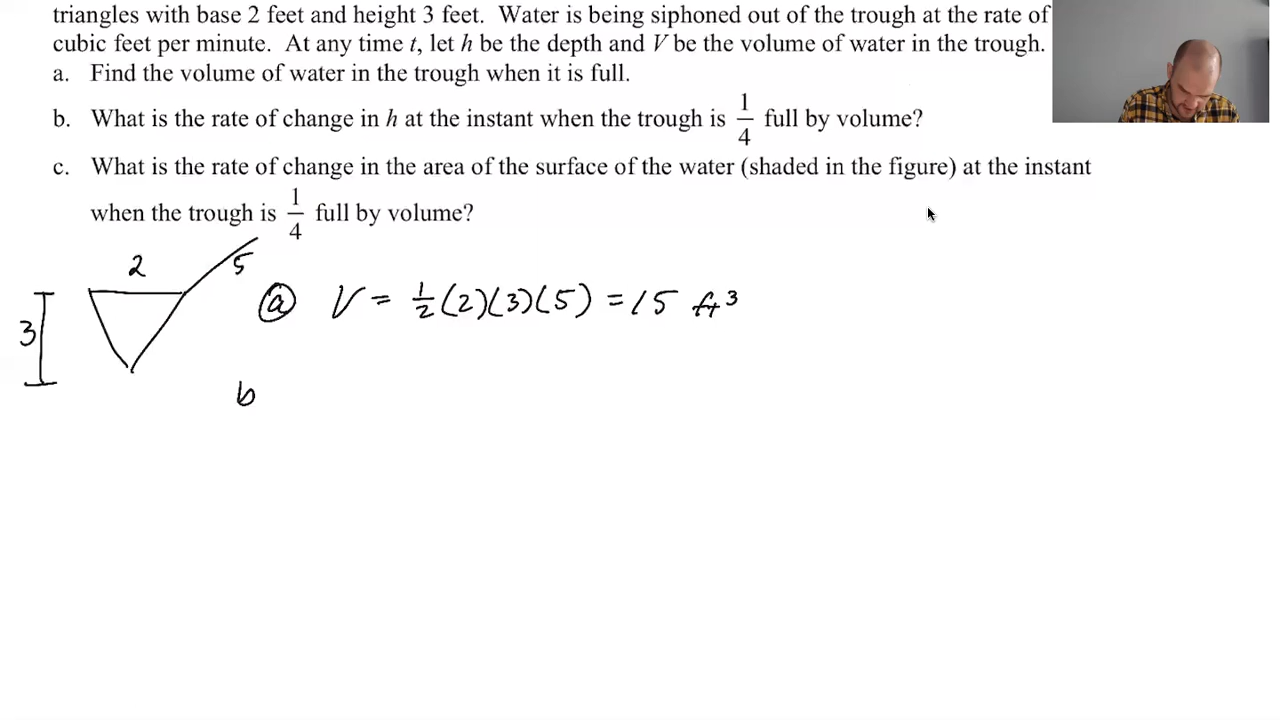 triangles with base 2 feet and height 3 feet. Water is being siphoned out of the trough at the rate of
cubic feet per minute. At any time t, let h be the depth and V be the volume of water in the trough.
a. Find the volume of water in the trough when it is full.
b. What is the rate of change in h at the instant when the trough is 1/4 full by volume?
c. What is the rate of change in the area of the surface of the water (shaded in the figure) at the instant
when the trough is 1/4 full by volume?
2
5
3
ⓐ V = 1/2 (2)(3)(5) = 15 ft³
b